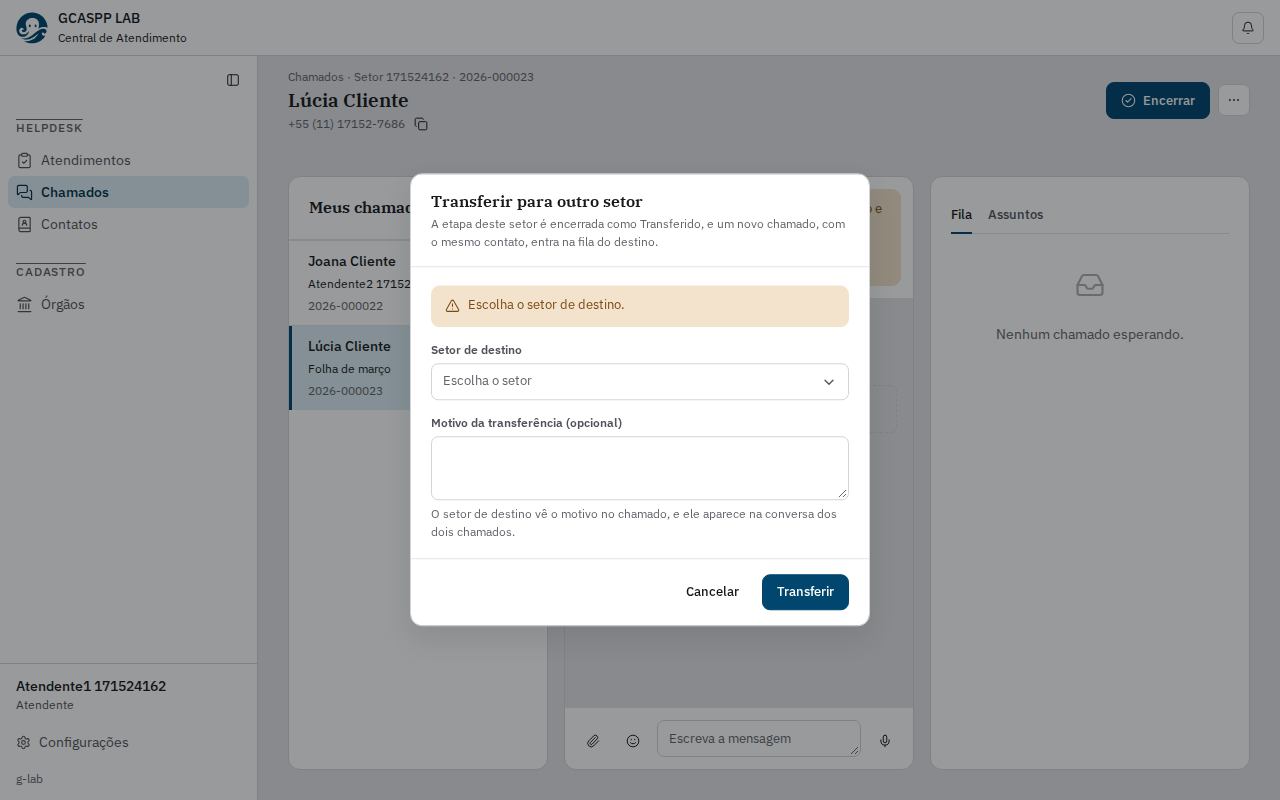 GCASPP LAB
Central de Atendimento
HELPDESK
Atendimentos
Chamados
Contatos
CADASTRO
Órgãos
Atendente1 171524162
Atendente
Configurações
g-lab
Chamados · Setor 171524162 · 2026-000023
Lúcia Cliente
+55 (11) 17152-7686
Encerrar
Meus chamad
Joana Cliente
Atendente2 1715
2026-000022
Lúcia Cliente
Folha de março
2026-000023
e
Escreva a mensagem
Fila
Assuntos
Nenhum chamado esperando.
Transferir para outro setor
A etapa deste setor é encerrada como Transferido, e um novo chamado, com
o mesmo contato, entra na fila do destino.
Escolha o setor de destino.
Setor de destino
Escolha o setor
Motivo da transferência (opcional)
O setor de destino vê o motivo no chamado, e ele aparece na conversa dos
dois chamados.
Cancelar
Transferir